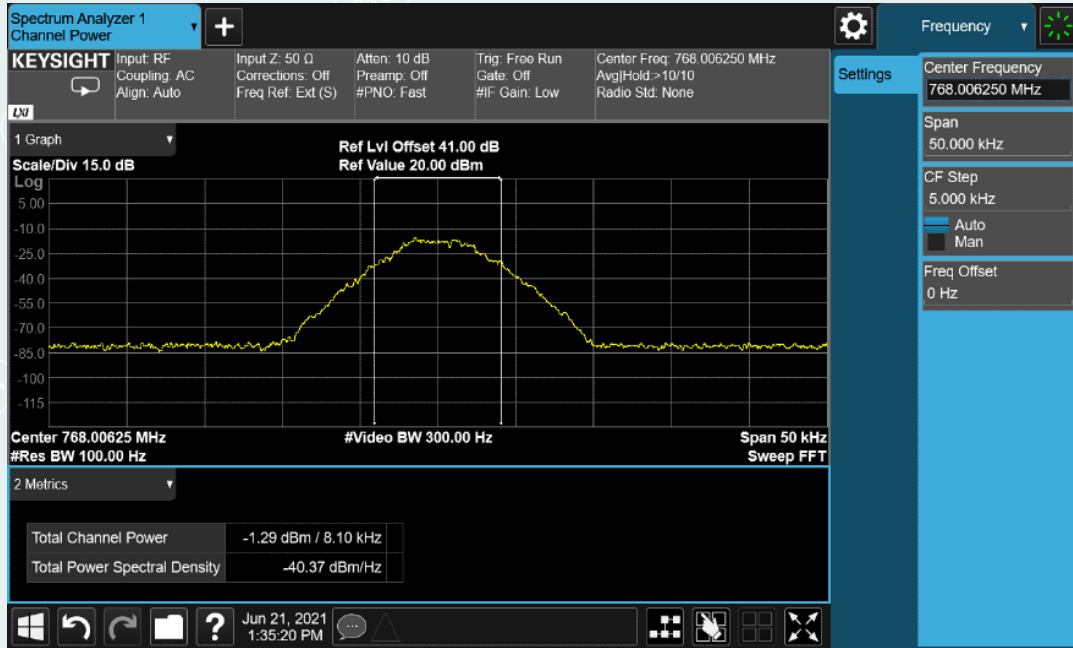 Spectrum Analyzer 1
Channel Power
+
Frequency
KEYSIGHT
LXI
Input: RF
Coupling: AC
Align: Auto
Input Z: 50 Ω
Corrections: Off
Freq Ref: Ext (S)
Atten: 10 dB
Preamp: Off
#PNO: Fast
Trig: Free Run
Gate: Off
#IF Gain: Low
Center Freq: 768.006250 MHz
Avg|Hold:>10/10
Radio Std: None
Settings
Center Frequency
768.006250 MHz
Span
50.000 kHz
CF Step
5.000 kHz
Auto
Man
Freq Offset
0 Hz
1 Graph
Scale/Div 15.0 dB
Ref Lvl Offset 41.00 dB
Ref Value 20.00 dBm
Log
5.00
-10.0
-25.0
-40.0
-55.0
-70.0
-85.0
-100
-115
Center 768.00625 MHz
#Video BW 300.00 Hz
Span 50 kHz
#Res BW 100.00 Hz
Sweep FFT
2 Metrics
Total Channel Power -1.29 dBm / 8.10 kHz
Total Power Spectral Density -40.37 dBm/Hz
?
Jun 21, 2021
1:35:20 PM